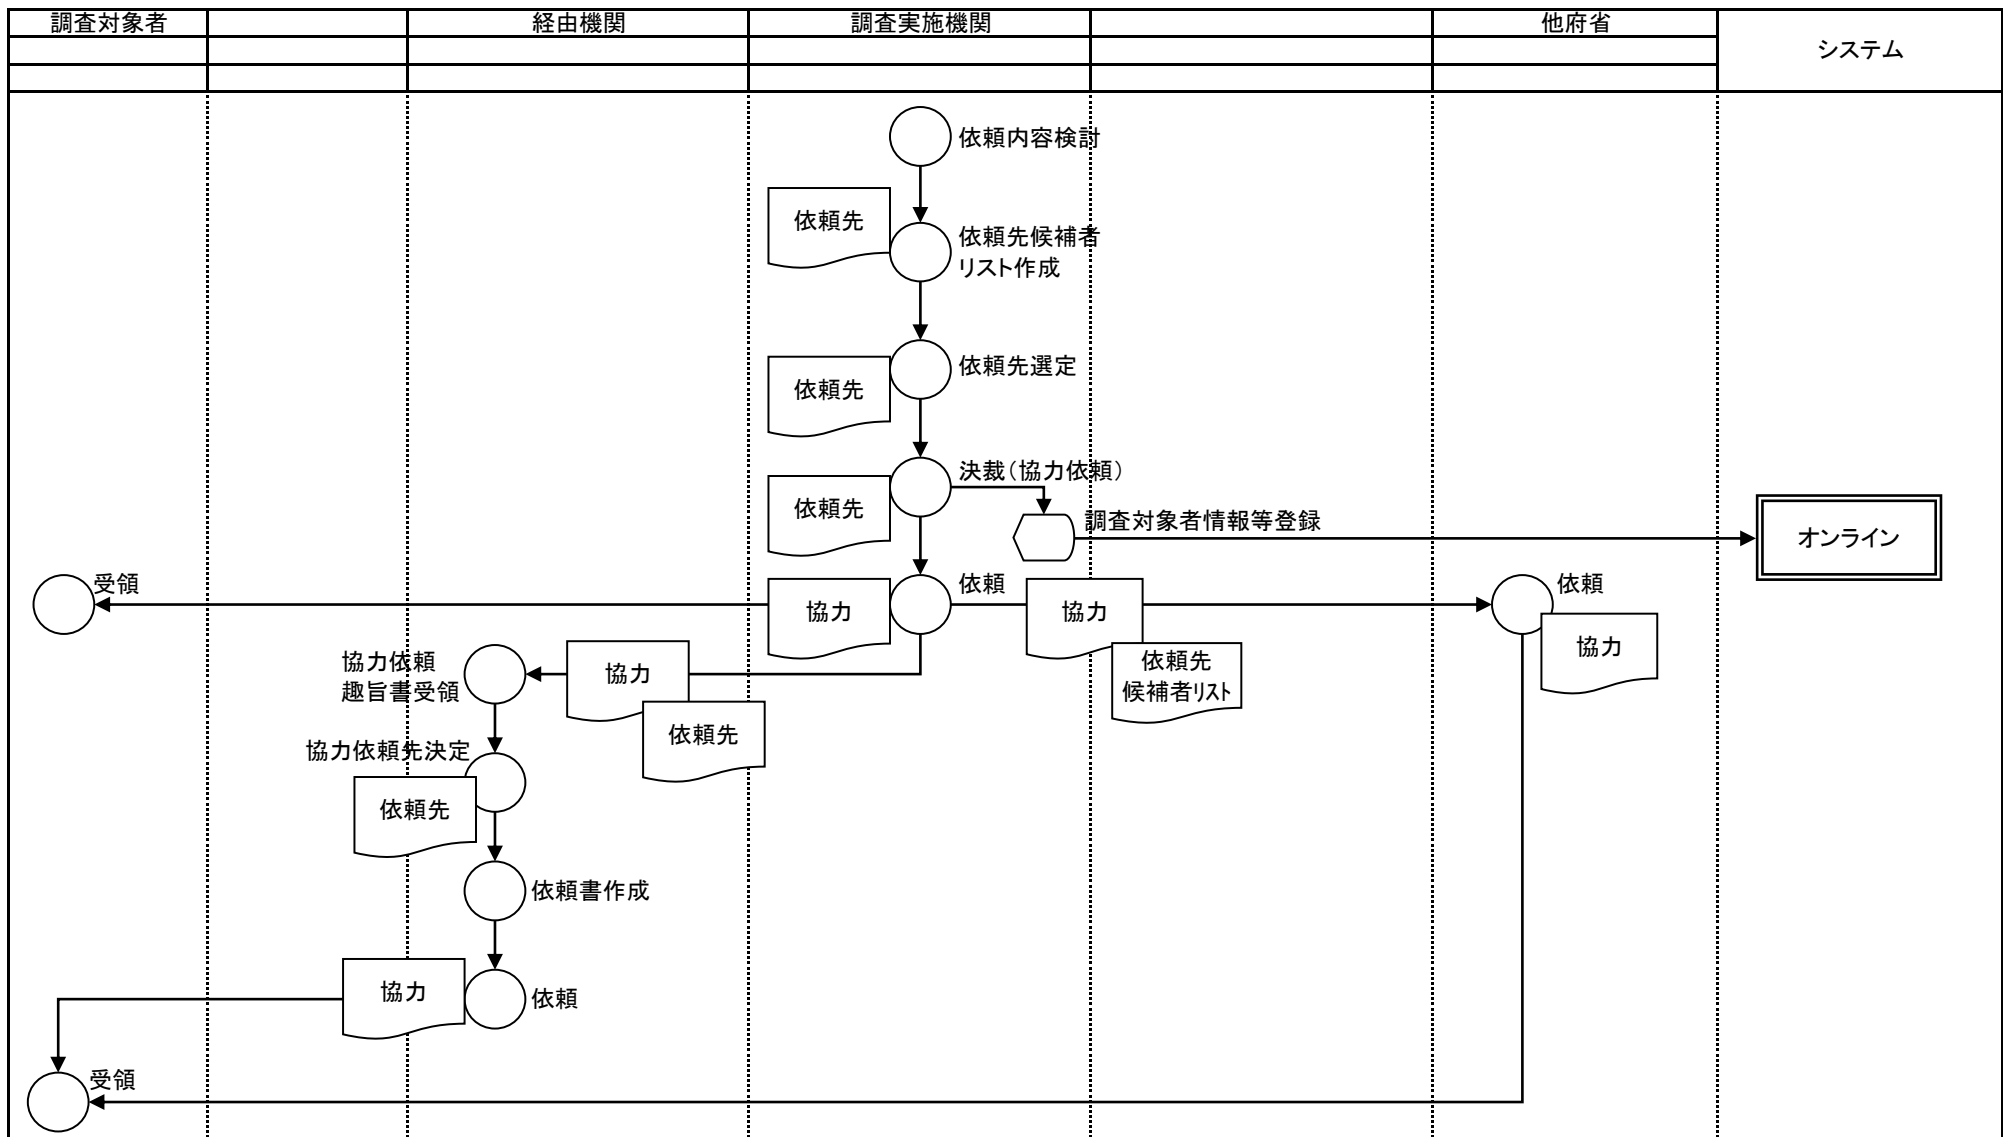 調査対象者
経由機関
調査実施機関
他府省
システム
依頼内容検討
依頼先
依頼先候補者
リスト作成
依頼先
依頼先選定
依頼先
決裁（協力依頼）
調査対象者情報等登録
オンライン
受領
協力
依頼
協力
依頼先
候補者リスト
依頼
協力
協力依頼
趣旨書受領
協力
依頼先
協力依頼先決定
依頼先
依頼書作成
協力
依頼
受領